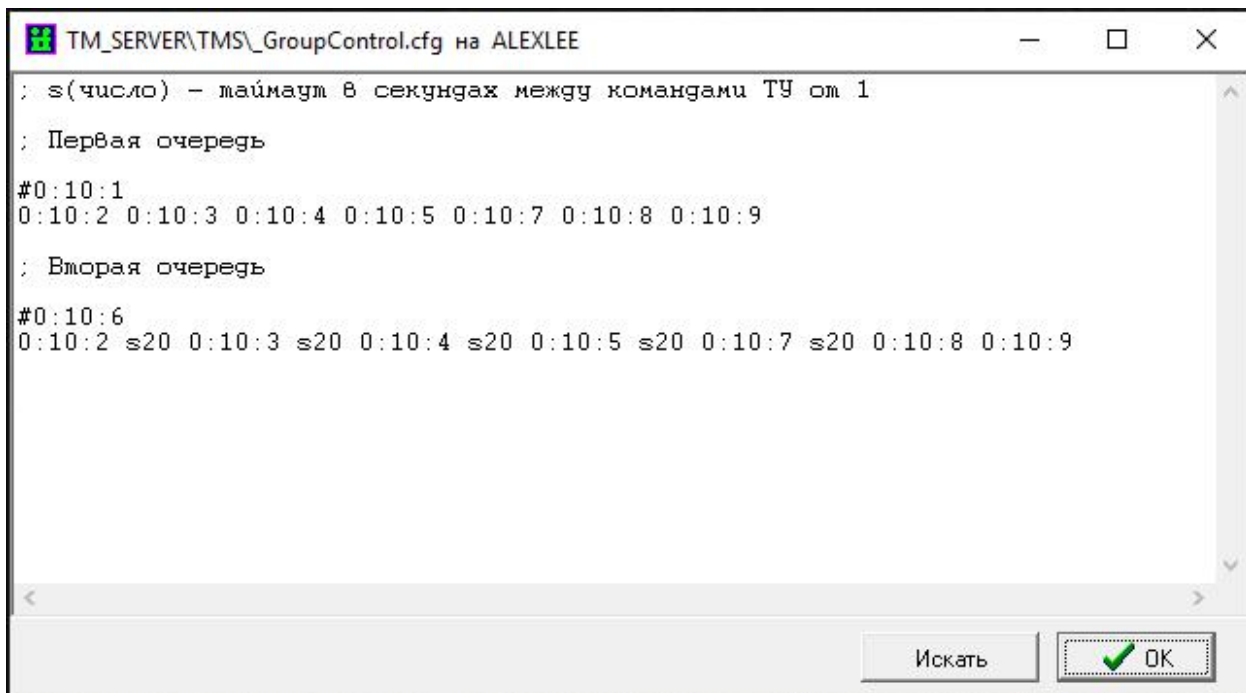 TM_SERVER\TMS\_GroupControl.cfg на ALEXLEE
; s(число) – таймаут в секундах между командами ТУ от 1
; Первая очередь
#0:10:1
0:10:2 0:10:3 0:10:4 0:10:5 0:10:7 0:10:8 0:10:9
; Вторая очередь
#0:10:6
0:10:2 s20 0:10:3 s20 0:10:4 s20 0:10:5 s20 0:10:7 s20 0:10:8 0:10:9
Искать
OK